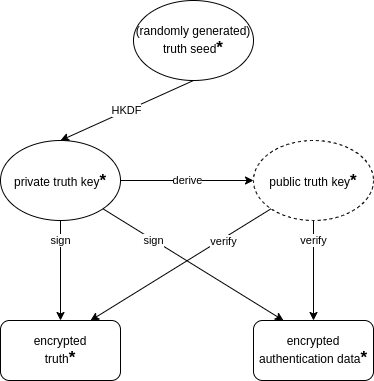 (randomly generated)
truth seed*
HKDF
private truth key*
derive
public truth key*
sign
sign
verify
verify
encrypted
truth*
encrypted
authentication data*